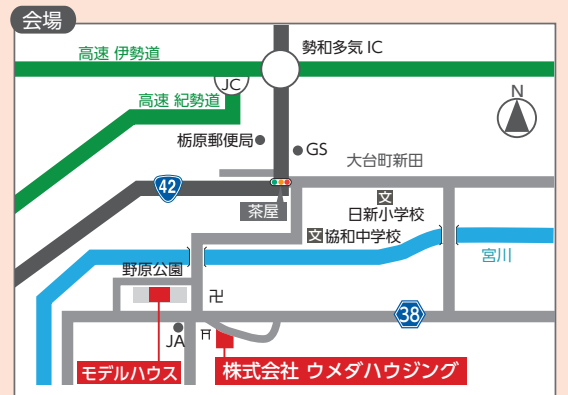 会場
勢和多気 IC
高速 伊勢道
JC
高速 紀勢道
N
栃原郵便局
GS
大台町新田
42
茶屋
文
日新小学校
文 協和中学校
宮川
野原公園
卍
38
JA
モデルハウス
株式会社 ウメダハウジング